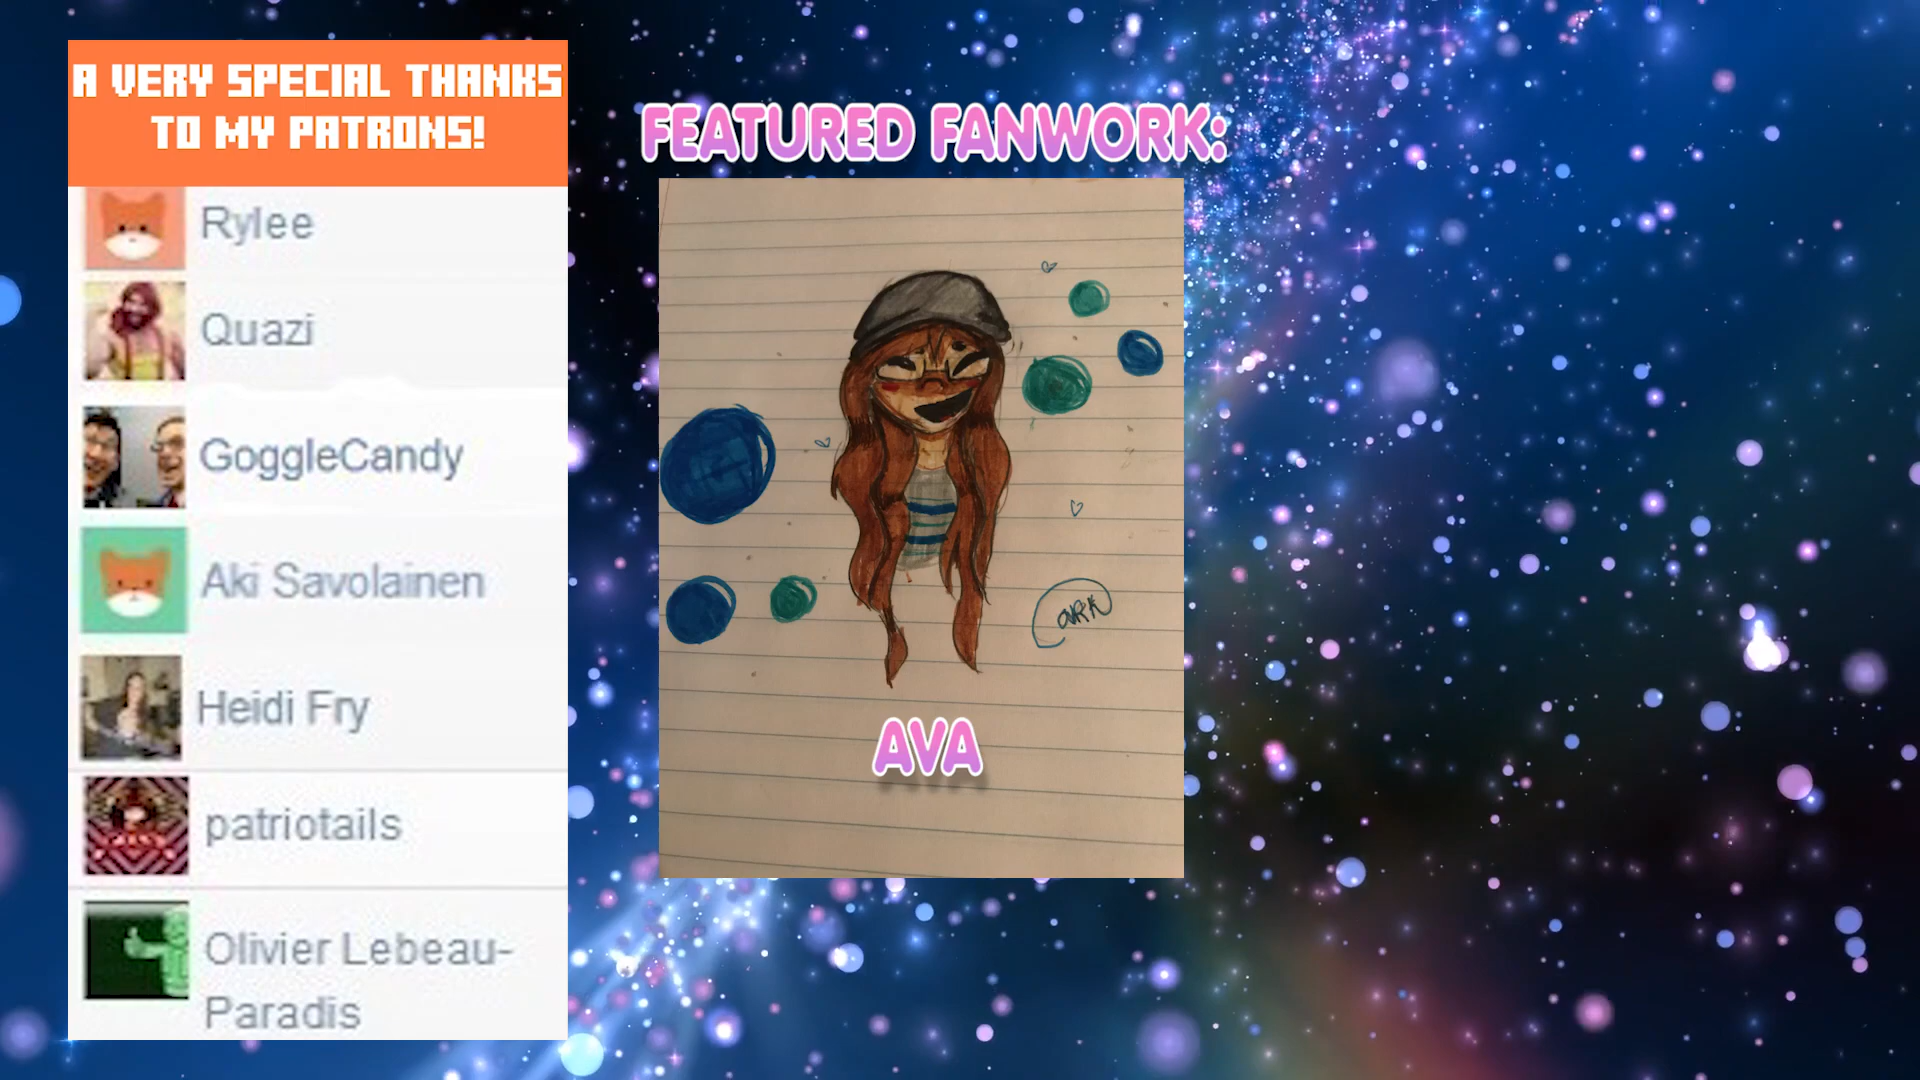 A VERY SPECIAL THANKS
TO MY PATRONS!
Rylee
Quazi
GoggleCandy
Aki Savolainen
Heidi Fry
patriotails
Olivier Lebeau-
Paradis
FEATURED FANWORK:
AVA